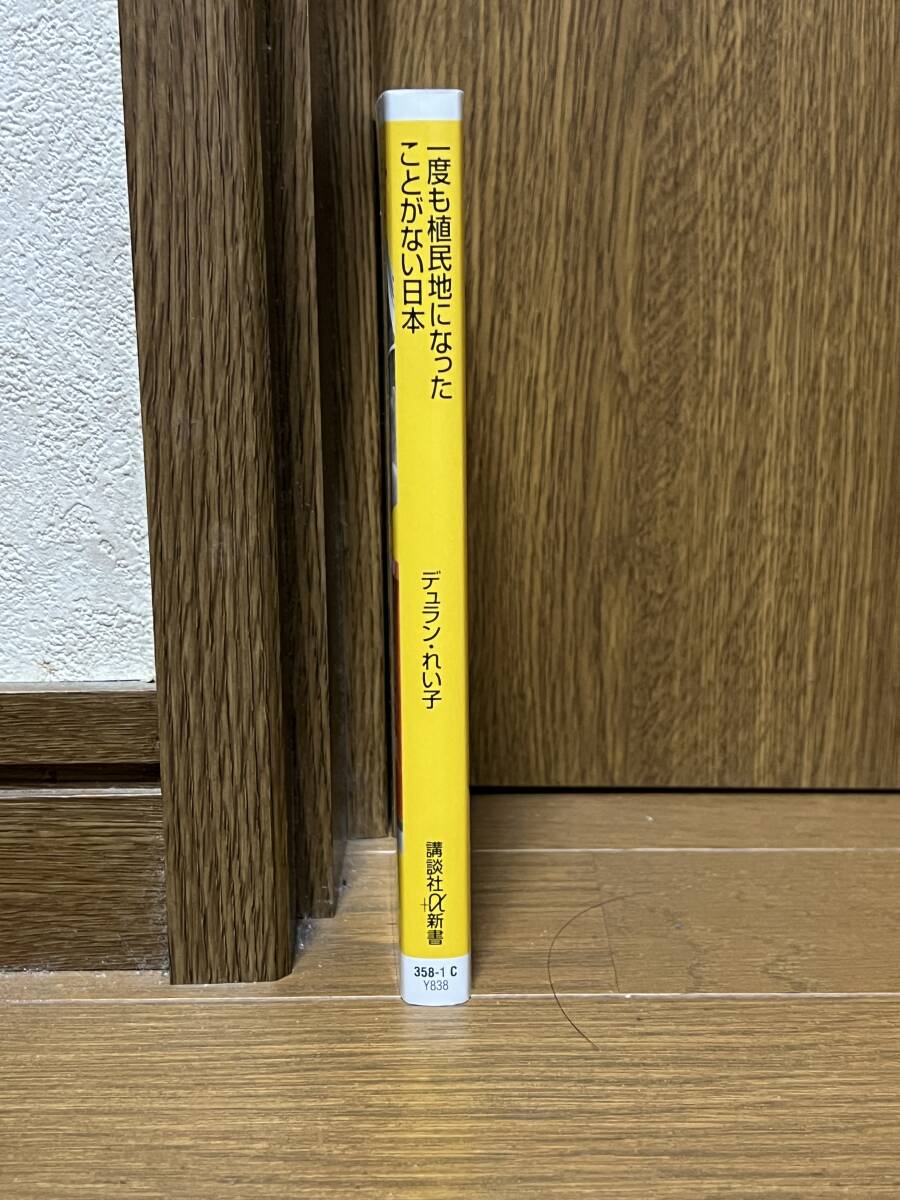 一度も植民地になった
ことがない日本
デュラン・れい子
講談社+α新書
358-1 C
Y838